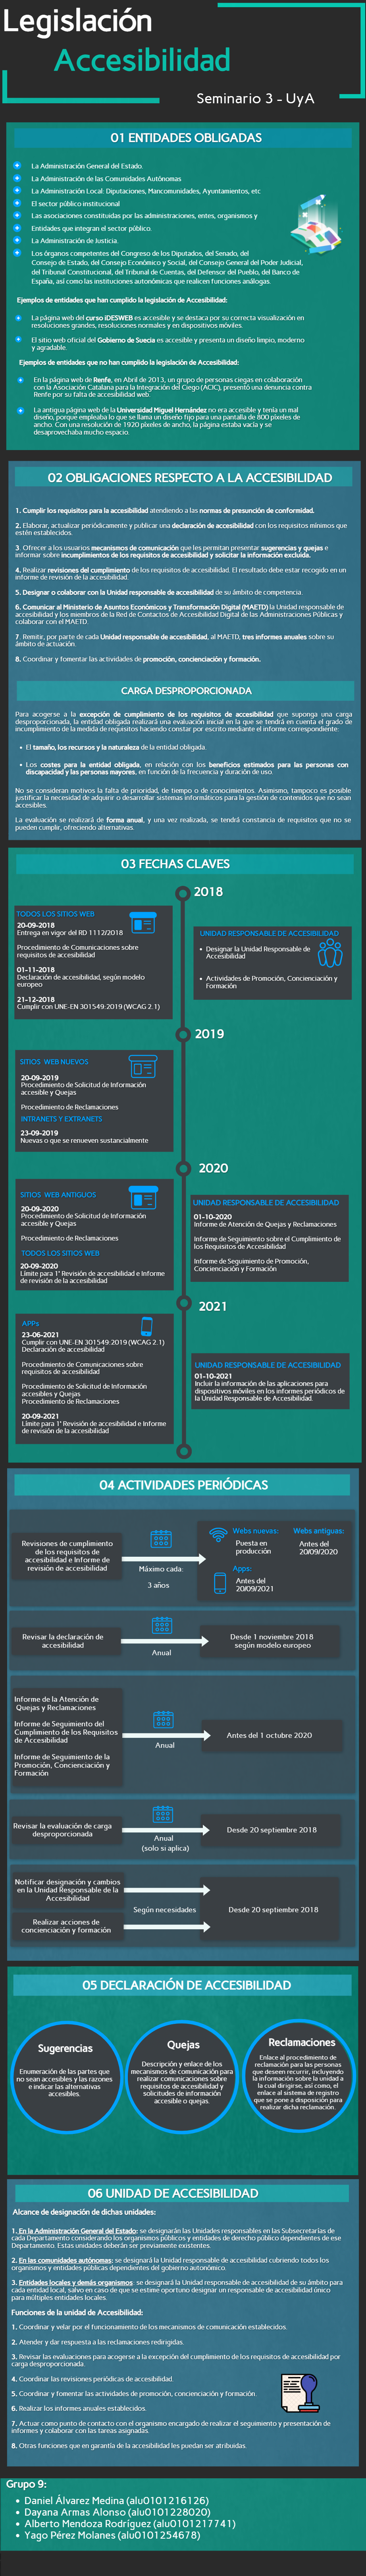 Legislación
Accesibilidad
Seminario 3 - UyA
01 ENTIDADES OBLIGADAS
La Administración General del Estado.
La Administración de las Comunidades Autónomas
La Administración Local: Diputaciones, Mancomunidades, Ayuntamientos, etc
El sector público institucional
Las asociaciones constituidas por las administraciones, entes, organismos y
Entidades que integran el sector público.
La Administración de Justicia.
Los órganos competentes del Congreso de los Diputados, del Senado, del
Consejo de Estado, del Consejo Económico y Social, del Consejo General del Poder Judicial,
del Tribunal Constitucional, del Tribunal de Cuentas, del Defensor del Pueblo, del Banco de
España, así como las instituciones autonómicas que realicen funciones análogas.
Ejemplos de entidades que han cumplido la legislación de Accesibilidad:
La página web del curso iDESWEB es accesible y se destaca por su correcta visualización en
resoluciones grandes, resoluciones normales y en dispositivos móviles.
El sitio web oficial del Gobierno de Suecia es accesible y presenta un diseño limpio, moderno
y agradable.
Ejemplos de entidades que no han cumplido la legislación de Accesibilidad:
En la página web de Renfe, en Abril de 2013, un grupo de personas ciegas en colaboración
con la Asociación Catalana para la Integración del Ciego (ACIC), presentó una denuncia contra
Renfe por su falta de accesibilidad web.
La antigua página web de la Universidad Miguel Hernández no era accesible y tenía un mal
diseño, porque empleaba lo que se llama un diseño fijo para una pantalla de 800 píxeles de
ancho. Con una resolución de 1920 píxeles de ancho, la página estaba vacía y se
desaprovechaba mucho espacio.
02 OBLIGACIONES RESPECTO A LA ACCESIBILIDAD
1. Cumplir los requisitos para la accesibilidad atendiendo a las normas de presunción de conformidad.
2. Elaborar, actualizar periódicamente y publicar una declaración de accesibilidad con los requisitos mínimos que
estén establecidos.
3. Ofrecer a los usuarios mecanismos de comunicación que les permitan presentar sugerencias y quejas e
informar sobre incumplimientos de los requisitos de accesibilidad y solicitar la información excluida.
4. Realizar revisiones del cumplimiento de los requisitos de accesibilidad. El resultado debe estar recogido en un
informe de revisión de la accesibilidad.
5. Designar o colaborar con la Unidad responsable de accesibilidad de su ámbito de competencia.
6. Comunicar al Ministerio de Asuntos Económicos y Transformación Digital (MAETD) la Unidad responsable de
accesibilidad y los miembros de la Red de Contactos de Accesibilidad Digital de las Administraciones Públicas y
colaborar con el MAETD.
7. Remitir, por parte de cada Unidad responsable de accesibilidad, al MAETD, tres informes anuales sobre su
ámbito de actuación.
8. Coordinar y fomentar las actividades de promoción, concienciación y formación.
CARGA DESPROPORCIONADA
Para acogerse a la excepción de cumplimiento de los requisitos de accesibilidad que suponga una carga
desproporcionada, la entidad obligada realizará una evaluación inicial en la que se tendrá en cuenta el grado de
incumplimiento de la medida de requisitos haciendo constar por escrito mediante el informe correspondiente:
El tamaño, los recursos y la naturaleza de la entidad obligada.
Los costes para la entidad obligada, en relación con los beneficios estimados para las personas con
discapacidad y las personas mayores, en función de la frecuencia y duración de uso.
No se consideran motivos la falta de prioridad, de tiempo o de conocimientos. Asimismo, tampoco es posible
justificar la necesidad de adquirir o desarrollar sistemas informáticos para la gestión de contenidos que no sean
accesibles.
La evaluación se realizará de forma anual, y una vez realizada, se tendrá constancia de requisitos que no se
pueden cumplir, ofreciendo alternativas.
03 FECHAS CLAVES
2018
TODOS LOS SITIOS WEB
20-09-2018
Entrega en vigor del RD 1112/2018
Procedimiento de Comunicaciones sobre
requisitos de accesibilidad
01-11-2018
Declaración de accesibilidad, según modelo
europeo
21-12-2018
Cumplir con UNE-EN 301549:2019 (WCAG 2.1)
UNIDAD RESPONSABLE DE ACCESIBILIDAD
Designar la Unidad Responsable de
Accesibilidad
Actividades de Promoción, Concienciación y
Formación
2019
SITIOS WEB NUEVOS
20-09-2019
Procedimiento de Solicitud de Información
accesible y Quejas
Procedimiento de Reclamaciones
INTRANETS Y EXTRANETS
23-09-2019
Nuevas o que se renueven sustancialmente
2020
SITIOS WEB ANTIGUOS
20-09-2020
Procedimiento de Solicitud de Información
accesible y Quejas
Procedimiento de Reclamaciones
TODOS LOS SITIOS WEB
20-09-2020
Límite para 1ª Revisión de accesibilidad e Informe
de revisión de la accesibilidad
UNIDAD RESPONSABLE DE ACCESIBILIDAD
01-10-2020
Informe de Atención de Quejas y Reclamaciones
Informe de Seguimiento sobre el Cumplimiento de
los Requisitos de Accesibilidad
Informe de Seguimiento de Promoción,
Concienciación y Formación
2021
APPs
23-06-2021
Cumplir con UNE-EN 301549:2019 (WCAG 2.1)
Declaración de accesibilidad
Procedimiento de Comunicaciones sobre
requisitos de accesibilidad
Procedimiento de Solicitud de Información
accesibles y Quejas
Procedimiento de Reclamaciones
20-09-2021
Límite para 1ª Revisión de accesibilidad e Informe
de revisión de la accesibilidad
UNIDAD RESPONSABLE DE ACCESIBILIDAD
01-10-2021
Incluir la información de las aplicaciones para
dispositivos móviles en los informes periódicos de
la Unidad Responsable de Accesibilidad.
04 ACTIVIDADES PERIÓDICAS
Revisiones de cumplimiento
de los requisitos de
accesibilidad e Informe de
revisión de accesibilidad
Máximo cada:
3 años
Webs nuevas:
Puesta en
producción
Webs antiguas:
Antes del
20/09/2020
Apps:
Antes del
20/09/2021
Revisar la declaración de
accesibilidad
Anual
Desde 1 noviembre 2018
según modelo europeo
Informe de la Atención de
Quejas y Reclamaciones
Informe de Seguimiento del
Cumplimiento de los Requisitos
de Accesibilidad
Informe de Seguimiento de la
Promoción, Concienciación y
Formación
Anual
Antes del 1 octubre 2020
Revisar la evaluación de carga
desproporcionada
Anual
(solo si aplica)
Desde 20 septiembre 2018
Notificar designación y cambios
en la Unidad Responsable de la
Accesibilidad
Realizar acciones de
concienciación y formación
Según necesidades
Desde 20 septiembre 2018
05 DECLARACIÓN DE ACCESIBILIDAD
Sugerencias
Enumeración de las partes que
no sean accesibles y las razones
e indicar las alternativas
accesibles.
Quejas
Descripción y enlace de los
mecanismos de comunicación para
realizar comunicaciones sobre
requisitos de accesibilidad y
solicitudes de información
accesible o quejas.
Reclamaciones
Enlace al procedimiento de
reclamación para las personas
que deseen recurrir, incluyendo
la información sobre la unidad a
la cual dirigirse, así como, el
enlace al sistema de registro
que se pone a disposición para
realizar dicha reclamación.
06 UNIDAD DE ACCESIBILIDAD
Alcance de designación de dichas unidades:
1. En la Administración General del Estado: se designarán las Unidades responsables en las Subsecretarías de
cada Departamento considerando los organismos públicos y entidades de derecho público dependientes de ese
Departamento. Estas unidades deberán ser previamente existentes.
2. En las comunidades autónomas: se designará la Unidad responsable de accesibilidad cubriendo todos los
organismos y entidades públicas dependientes del gobierno autonómico.
3. Entidades locales y demás organismos: se designará la Unidad responsable de accesibilidad de su ámbito para
cada entidad local, salvo en caso de que se estime oportuno designar un responsable de accesibilidad único
para múltiples entidades locales.
Funciones de la unidad de Accesibilidad:
1. Coordinar y velar por el funcionamiento de los mecanismos de comunicación establecidos.
2. Atender y dar respuesta a las reclamaciones redirigidas.
3. Revisar las evaluaciones para acogerse a la excepción del cumplimiento de los requisitos de accesibilidad por
carga desproporcionada.
4. Coordinar las revisiones periódicas de accesibilidad.
5. Coordinar y fomentar las actividades de promoción, concienciación y formación.
6. Realizar los informes anuales establecidos.
7. Actuar como punto de contacto con el organismo encargado de realizar el seguimiento y presentación de
informes y colaborar con las tareas asignadas.
8. Otras funciones que en garantía de la accesibilidad les puedan ser atribuidas.
Grupo 9:
Daniel Álvarez Medina (alu0101216126)
Dayana Armas Alonso (alu0101228020)
Alberto Mendoza Rodríguez (alu0101217741)
Yago Pérez Molanes (alu0101254678)